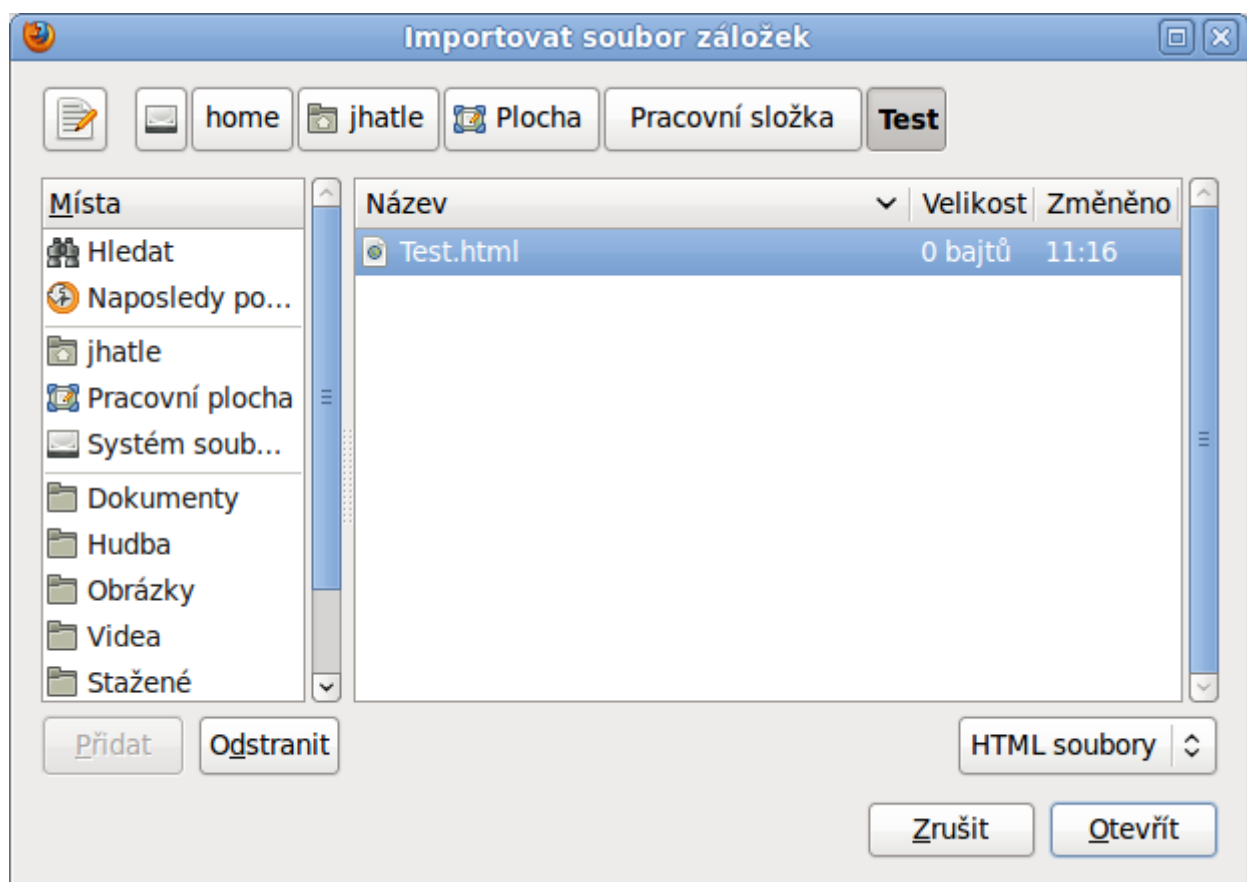 Importovat soubor záložek
home jhatle Plocha Pracovní složka Test
Místa
Hledat
Naposledy po...
jhatle
Pracovní plocha
Systém soub...
Dokumenty
Hudba
Obrázky
Videa
Stažené
Název Velikost Změněno
Test.html 0 bajtů 11:16
Přidat Odstranit HTML soubory
Zrušit Otevřít